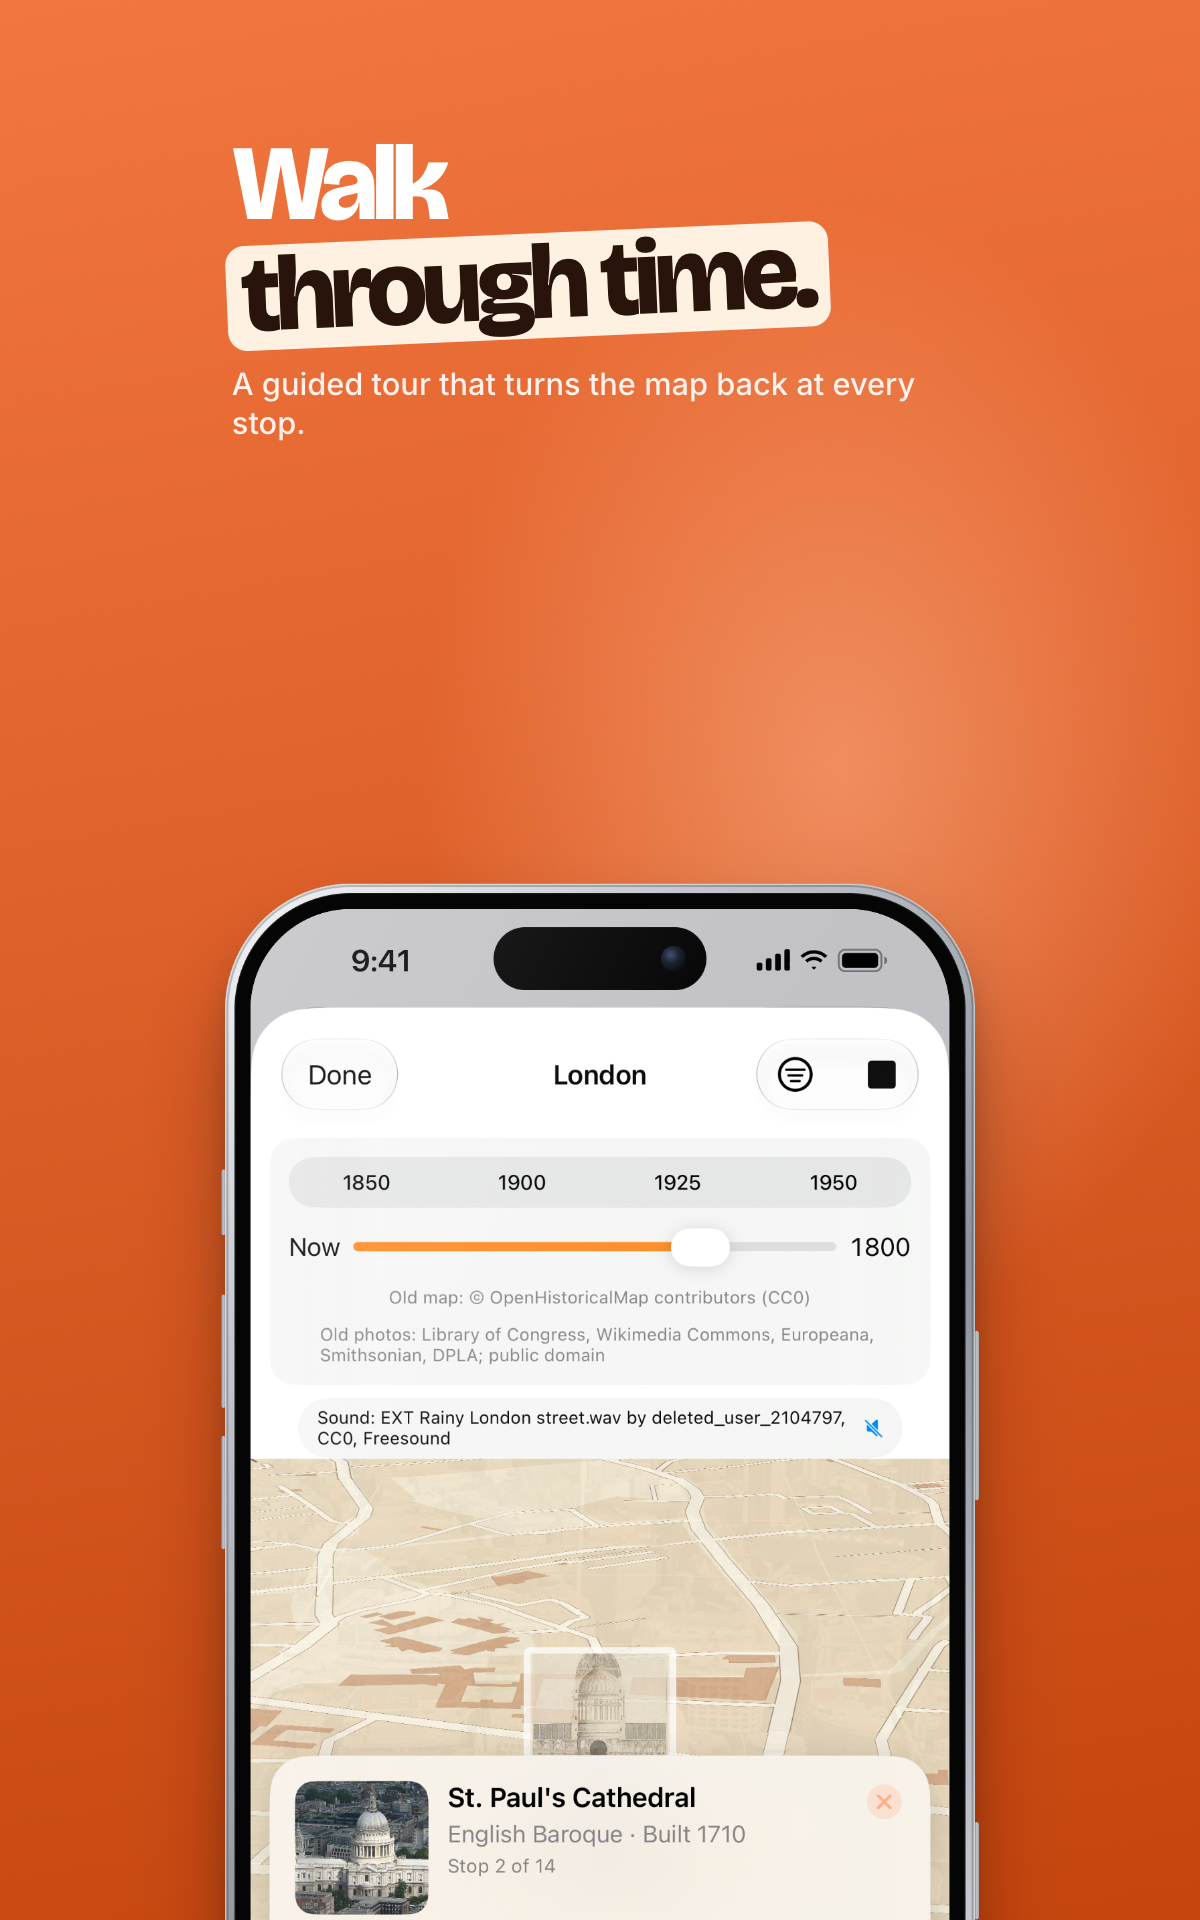 Walk
through time.
A guided tour that turns the map back at every
stop.
9:41
Done
London
1850 1900 1925 1950
Now 1800
Old map: © OpenHistoricalMap contributors (CC0)
Old photos: Library of Congress, Wikimedia Commons, Europeana,
Smithsonian, DPLA; public domain
Sound: EXT Rainy London street.wav by deleted_user_2104797,
CC0, Freesound
St. Paul's Cathedral
English Baroque · Built 1710
Stop 2 of 14